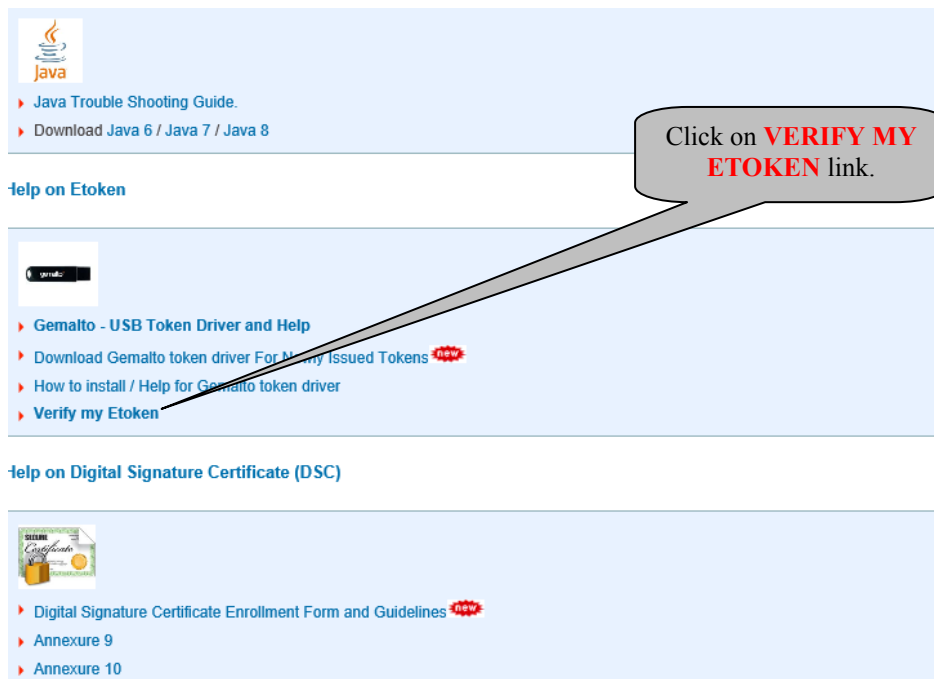 Java
Java Trouble Shooting Guide.
Download Java 6 / Java 7 / Java 8
Click on VERIFY MY
ETOKEN link.
Help on Etoken
gemalto
Gemalto - USB Token Driver and Help
Download Gemalto token driver For Newly Issued Tokens new
How to install / Help for Gemalto token driver
Verify my Etoken
Help on Digital Signature Certificate (DSC)
SECURE
Certificate
Digital Signature Certificate Enrollment Form and Guidelines new
Annexure 9
Annexure 10